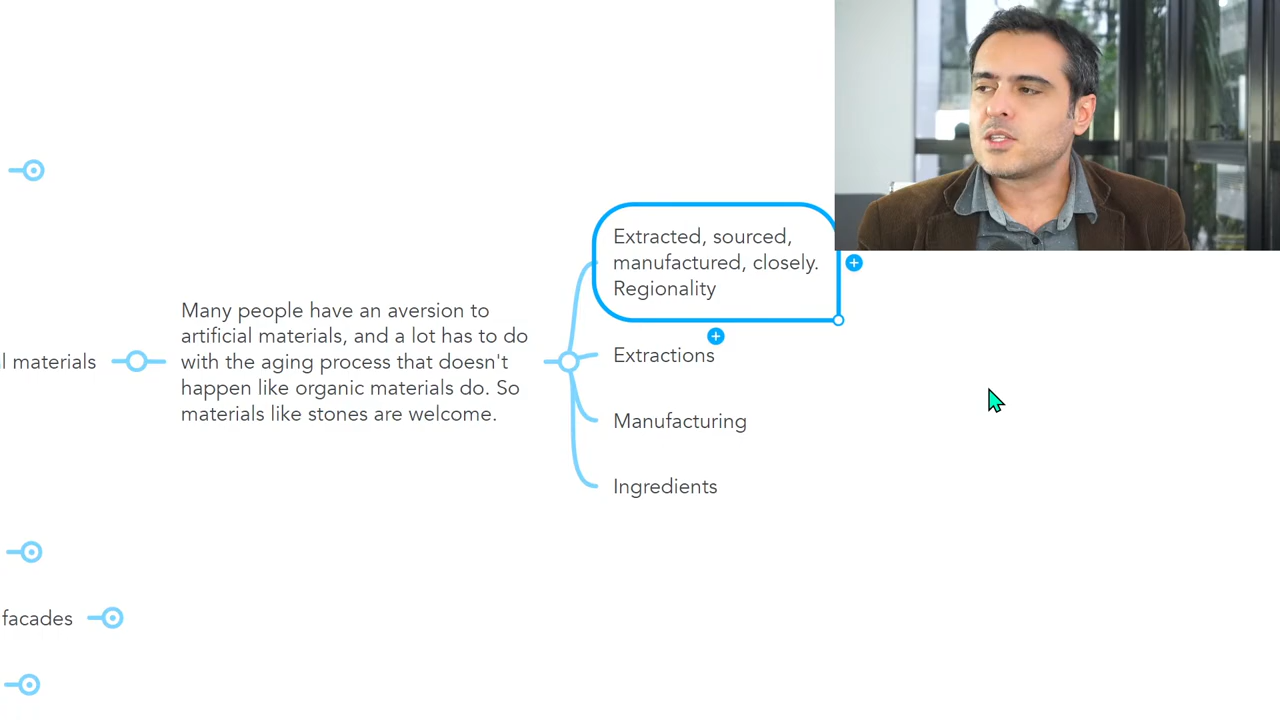 Extracted, sourced,
manufactured, closely.
Regionality
Many people have an aversion to
artificial materials, and a lot has to do
with the aging process that doesn't
happen like organic materials do. So
materials like stones are welcome.
materials
Extractions
Manufacturing
Ingredients
facades